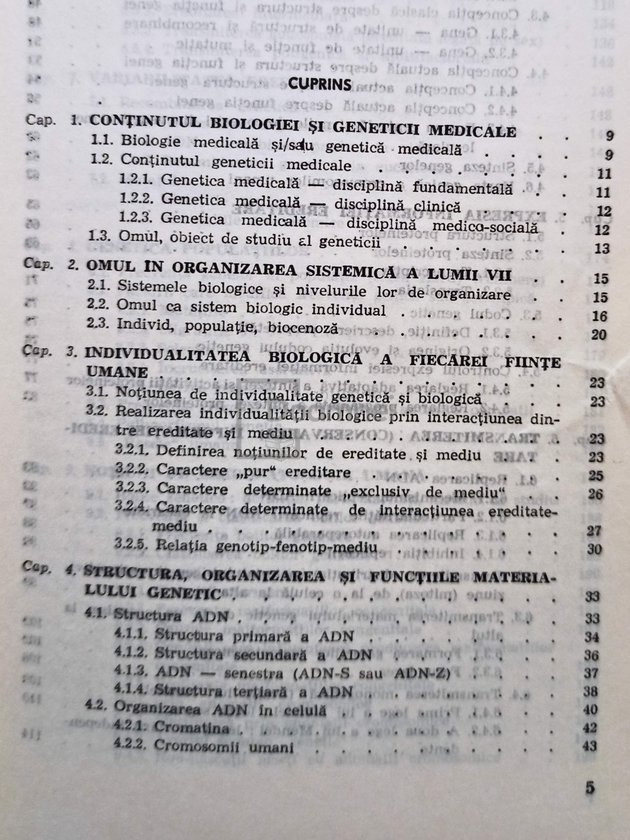 CUPRINS
Cap. 1. CONȚINUTUL BIOLOGIEI ȘI GENETICII MEDICALE . . 9
1.1. Biologie medicală și/sau genetică medicală . . . . 9
1.2. Conținutul geneticii medicale . . . . . . . 11
1.2.1. Genetica medicală — disciplină fundamentală . . 11
1.2.2. Genetica medicală — disciplină clinică . . . 12
1.2.3. Genetica medicală — disciplină medico-socială . 12
1.3. Omul, obiect de studiu al geneticii . . . . . . 13
Cap. 2. OMUL IN ORGANIZAREA SISTEMICĂ A LUMII VII . . 15
2.1. Sistemele biologice și nivelurile lor de organizare . . 15
2.2. Omul ca sistem biologic individual . . . . . . 16
2.3. Individ, populație, biocenoză . . . . . . . 20
Cap. 3. INDIVIDUALITATEA BIOLOGICĂ A FIECĂREI FIINȚE
UMANE . . . . . . . . . . . . 23
3.1. Noțiunea de individualitate genetică și biologică . . . 23
3.2. Realizarea individualității biologice prin interacțiunea din-
tre ereditate și mediu . . . . . . . . . 23
3.2.1. Definirea noțiunilor de ereditate și mediu . . . 23
3.2.2. Caractere „pur" ereditare . . . . . . . 25
3.2.3. Caractere determinate „exclusiv de mediu" . . 26
3.2.4. Caractere determinate de interacțiunea ereditate-
mediu . . . . . . . . . . . 27
3.2.5. Relația genotip-fenotip-mediu . . . . . . 30
Cap. 4. STRUCTURA, ORGANIZAREA ȘI FUNCȚIILE MATERIA-
LULUI GENETIC . . . . . . . . . . 33
4.1. Structura ADN . . . . . . . . . . 33
4.1.1. Structura primară a ADN . . . . . . . 34
4.1.2. Structura secundară a ADN . . . . . . 36
4.1.3. ADN — senestra (ADN-S sau ADN-Z) . . . . 37
4.1.4. Structura terțiară a ADN . . . . . . . 38
4.2. Organizarea ADN în celulă . . . . . . . 40
4.2.1. Cromatina . . . . . . . . . . 42
4.2.2. Cromosomii umani . . . . . . . . 43
5